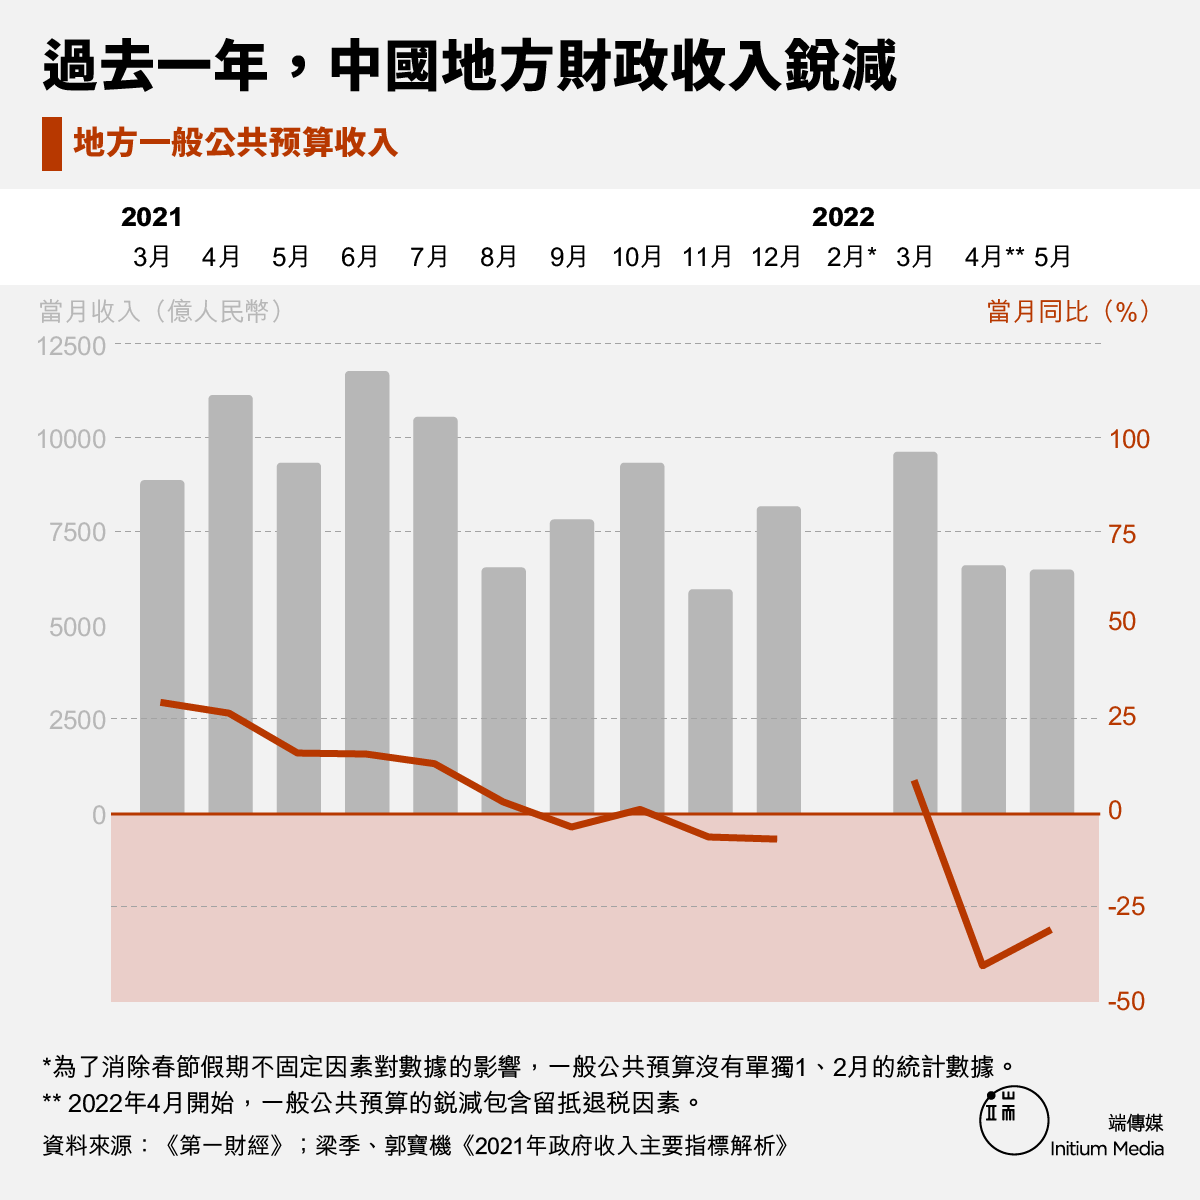 過去一年，中國地方財政收入銳減
地方一般公共預算收入
2021 2022
3月 4月 5月 6月 7月 8月 9月 10月 11月 12月 2月* 3月 4月** 5月
當月收入（億人民幣） 當月同比（%）
12500
10000 100
7500 75
5000 50
2500 25
0 0
-25
-50
*為了消除春節假期不固定因素對數據的影響，一般公共預算沒有單獨1、2月的統計數據。
** 2022年4月開始，一般公共預算的銳減包含留抵退稅因素。
資料來源：《第一財經》；梁季、郭寶機《2021年政府收入主要指標解析》
端
端傳媒
Initium Media